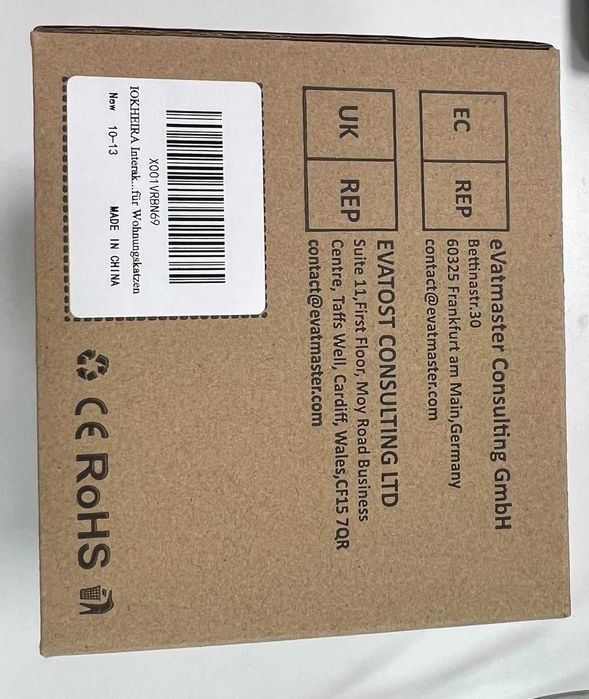 EC REP
eVatmaster Consulting GmbH
Bettinastr.30
60325 Frankfurt am Main,Germany
contact@evatmaster.com
UK REP
EVATOST CONSULTING LTD
Suite 11,First Floor, Moy Road Business
Centre, Taffs Well, Cardiff, Wales,CF15 7QR
contact@evatmaster.com
X001VRBN69
IOKHEIRA Interak...für Wohnungskatzen
New 10-13 MADE IN CHINA
CE RoHS